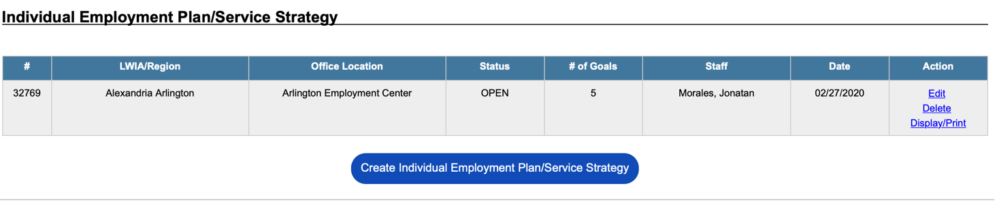 Individual Employment Plan/Service Strategy
# LWIA/Region Office Location Status # of Goals Staff Date Action
32769 Alexandria Arlington Arlington Employment Center OPEN 5 Morales, Jonatan 02/27/2020 Edit
Delete
Display/Print
Create Individual Employment Plan/Service Strategy